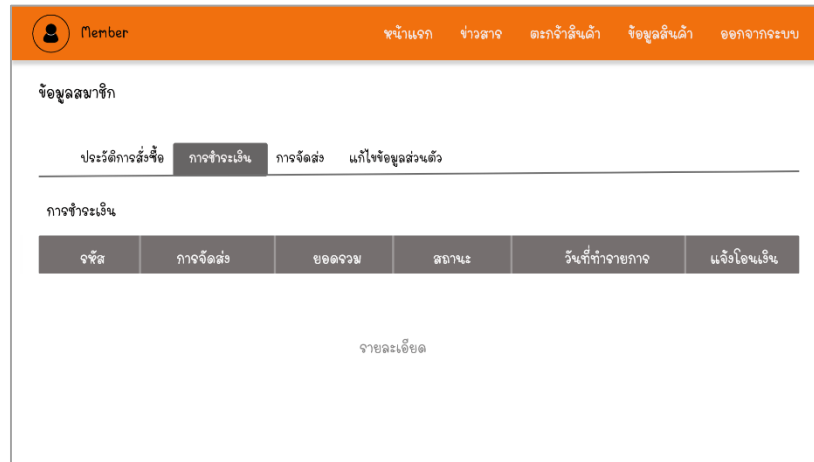 Member หน้าแรก ข่าวสาร ตะกร้าสินค้า ข้อมูลสินค้า ออกจากระบบ
ข้อมูลสมาชิก
ประวัติการสั่งซื้อ การชำระเงิน การจัดส่ง แก้ไขข้อมูลส่วนตัว
การชำระเงิน
รหัส การจัดส่ง ยอดรวม สถานะ วันที่ทำรายการ แจ้งโอนเงิน
รายละเอียด